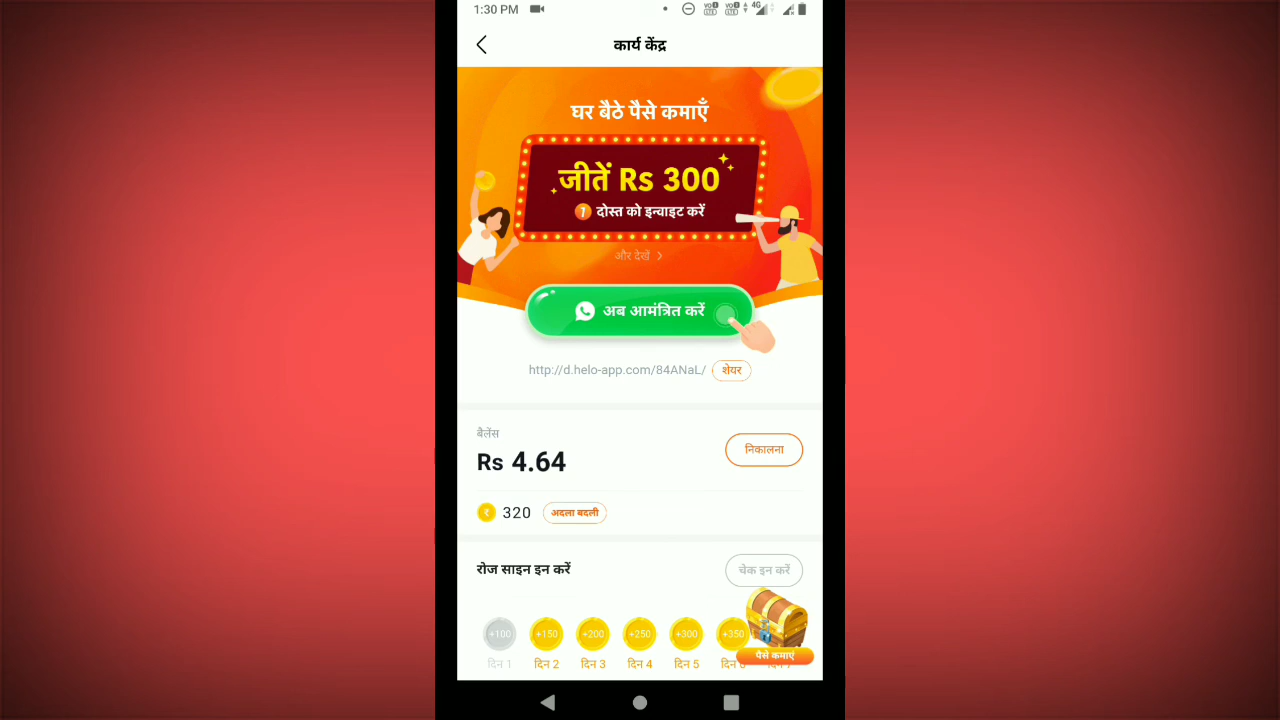 1:30 PM
4G
कार्य केंद्र
घर बैठे पैसे कमाएँ
जीतें Rs 300
1 दोस्त को इन्वाइट करें
और देखें >
अब आमंत्रित करें
http://d.helo-app.com/84ANaL/ शेयर
बैलेंस
Rs 4.64
निकालना
₹ 320 अदला बदली
रोज साइन इन करें
चेक इन करें
+100 +150 +200 +250 +300 +350
पैसे कमाएं
दिन 1 दिन 2 दिन 3 दिन 4 दिन 5